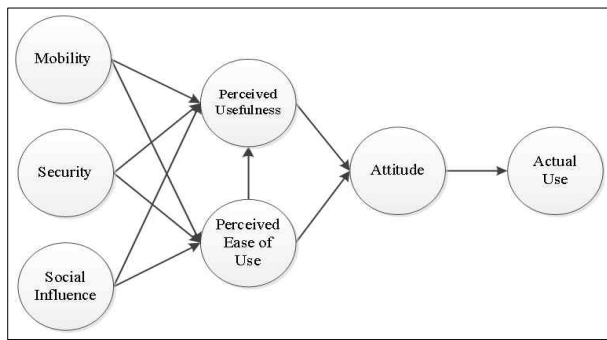 Mobility
Security
Social
Influence
Perceived
Usefulness
Perceived
Ease of
Use
Attitude
Actual
Use